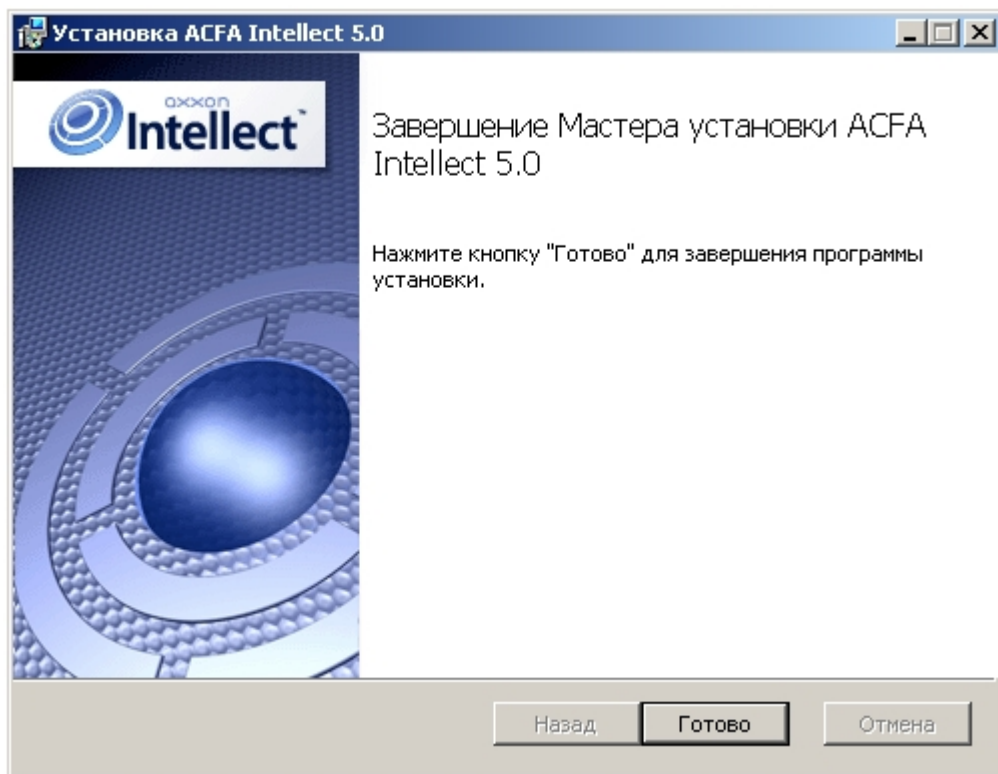 Установка ACFA Intellect 5.0
axxon
Intellect™
Завершение Мастера установки ACFA
Intellect 5.0
Нажмите кнопку "Готово" для завершения программы
установки.
Назад Готово Отмена